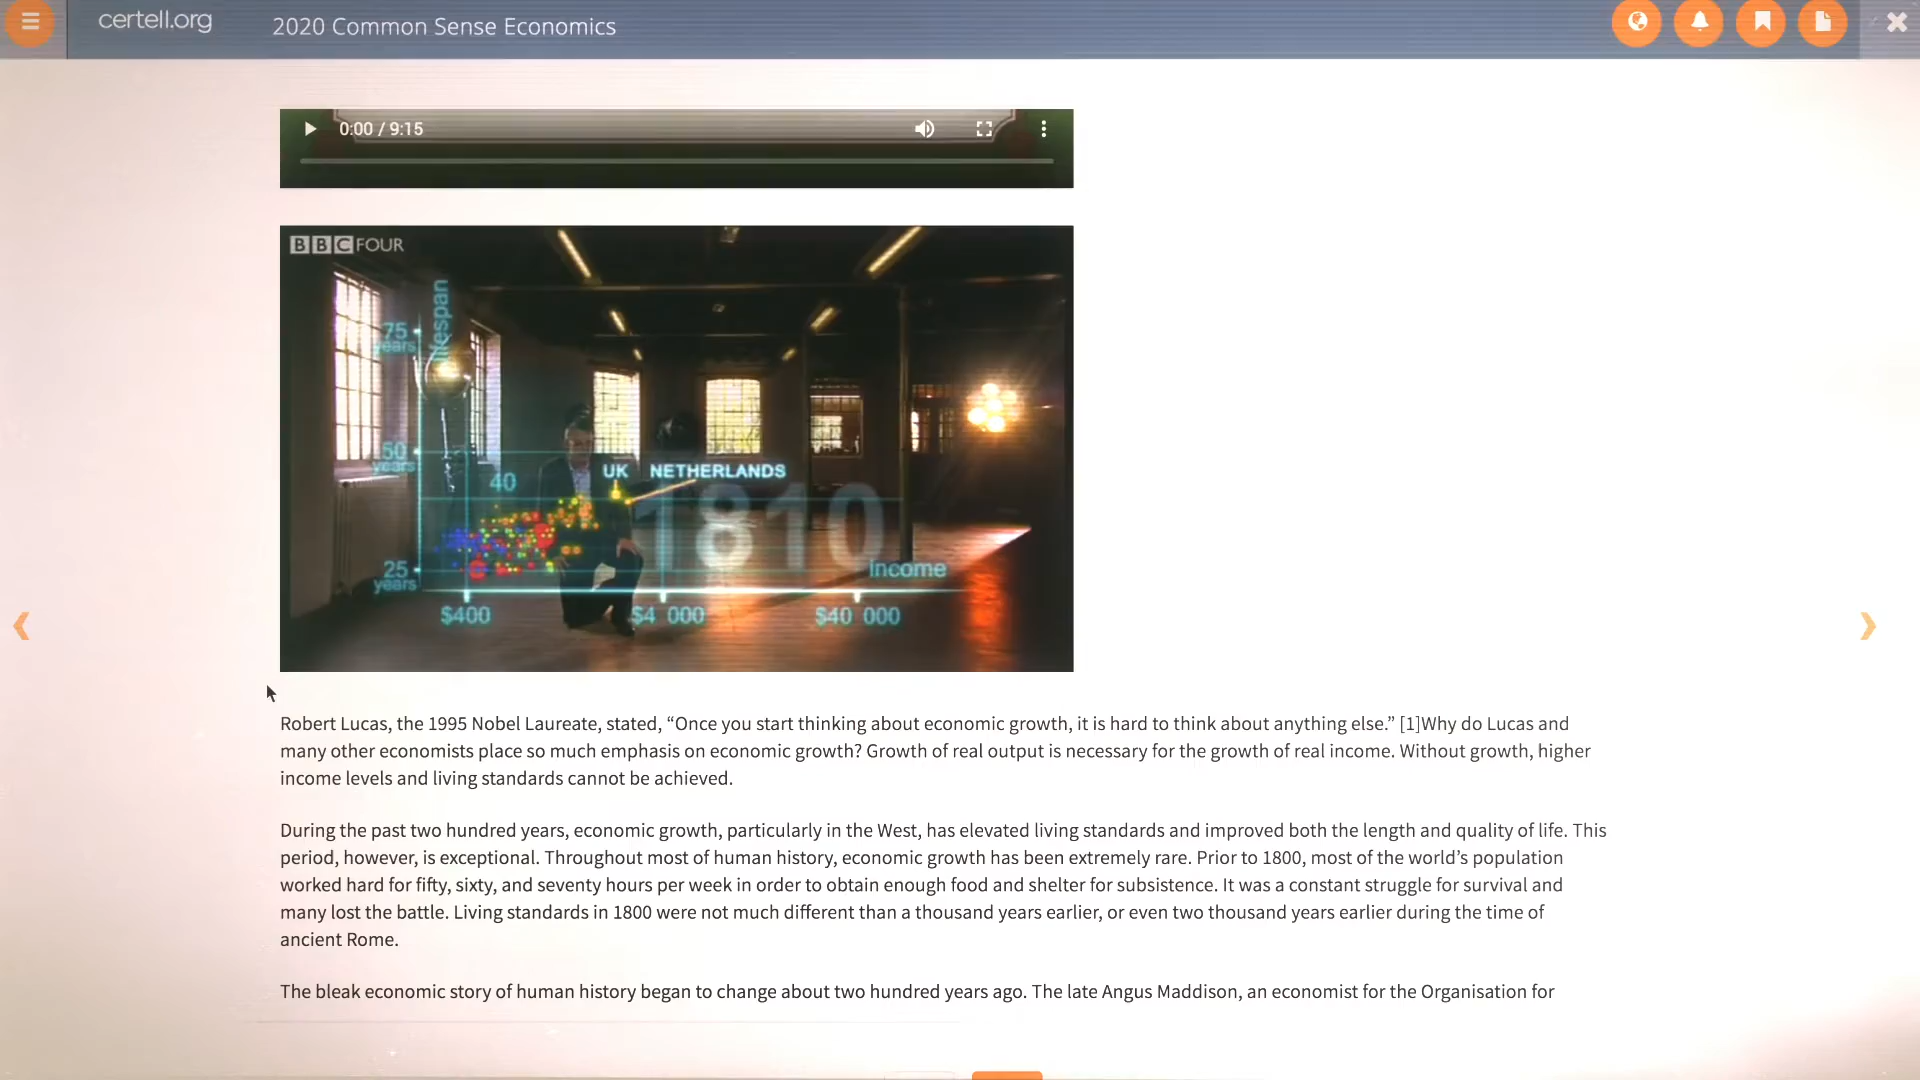 certell.org
2020 Common Sense Economics
0:00 / 9:15
BBC FOUR
lifespan
75
years
50
years
40
UK NETHERLANDS
1810
25
years
income
$400 $4 000 $40 000
Robert Lucas, the 1995 Nobel Laureate, stated, “Once you start thinking about economic growth, it is hard to think about anything else.” [1]Why do Lucas and
many other economists place so much emphasis on economic growth? Growth of real output is necessary for the growth of real income. Without growth, higher
income levels and living standards cannot be achieved.
During the past two hundred years, economic growth, particularly in the West, has elevated living standards and improved both the length and quality of life. This
period, however, is exceptional. Throughout most of human history, economic growth has been extremely rare. Prior to 1800, most of the world’s population
worked hard for fifty, sixty, and seventy hours per week in order to obtain enough food and shelter for subsistence. It was a constant struggle for survival and
many lost the battle. Living standards in 1800 were not much different than a thousand years earlier, or even two thousand years earlier during the time of
ancient Rome.
The bleak economic story of human history began to change about two hundred years ago. The late Angus Maddison, an economist for the Organisation for